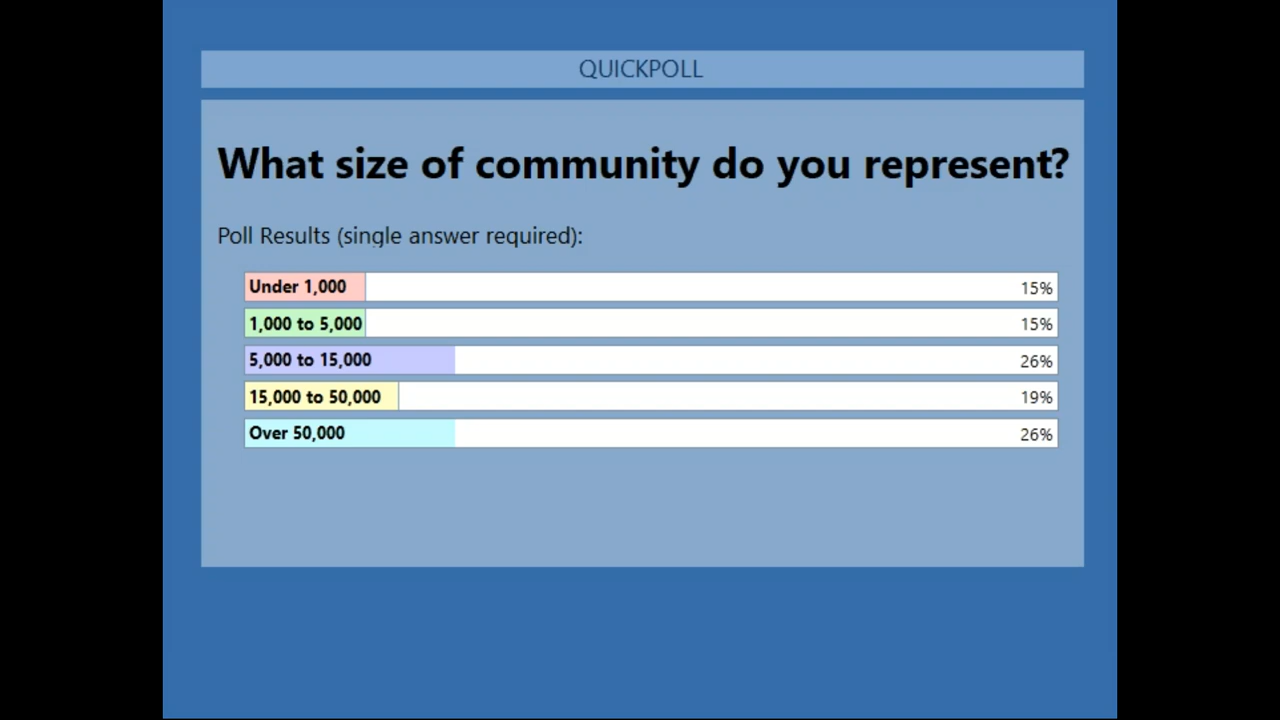 QUICKPOLL
What size of community do you represent?
Poll Results (single answer required):
Under 1,000 15%
1,000 to 5,000 15%
5,000 to 15,000 26%
15,000 to 50,000 19%
Over 50,000 26%